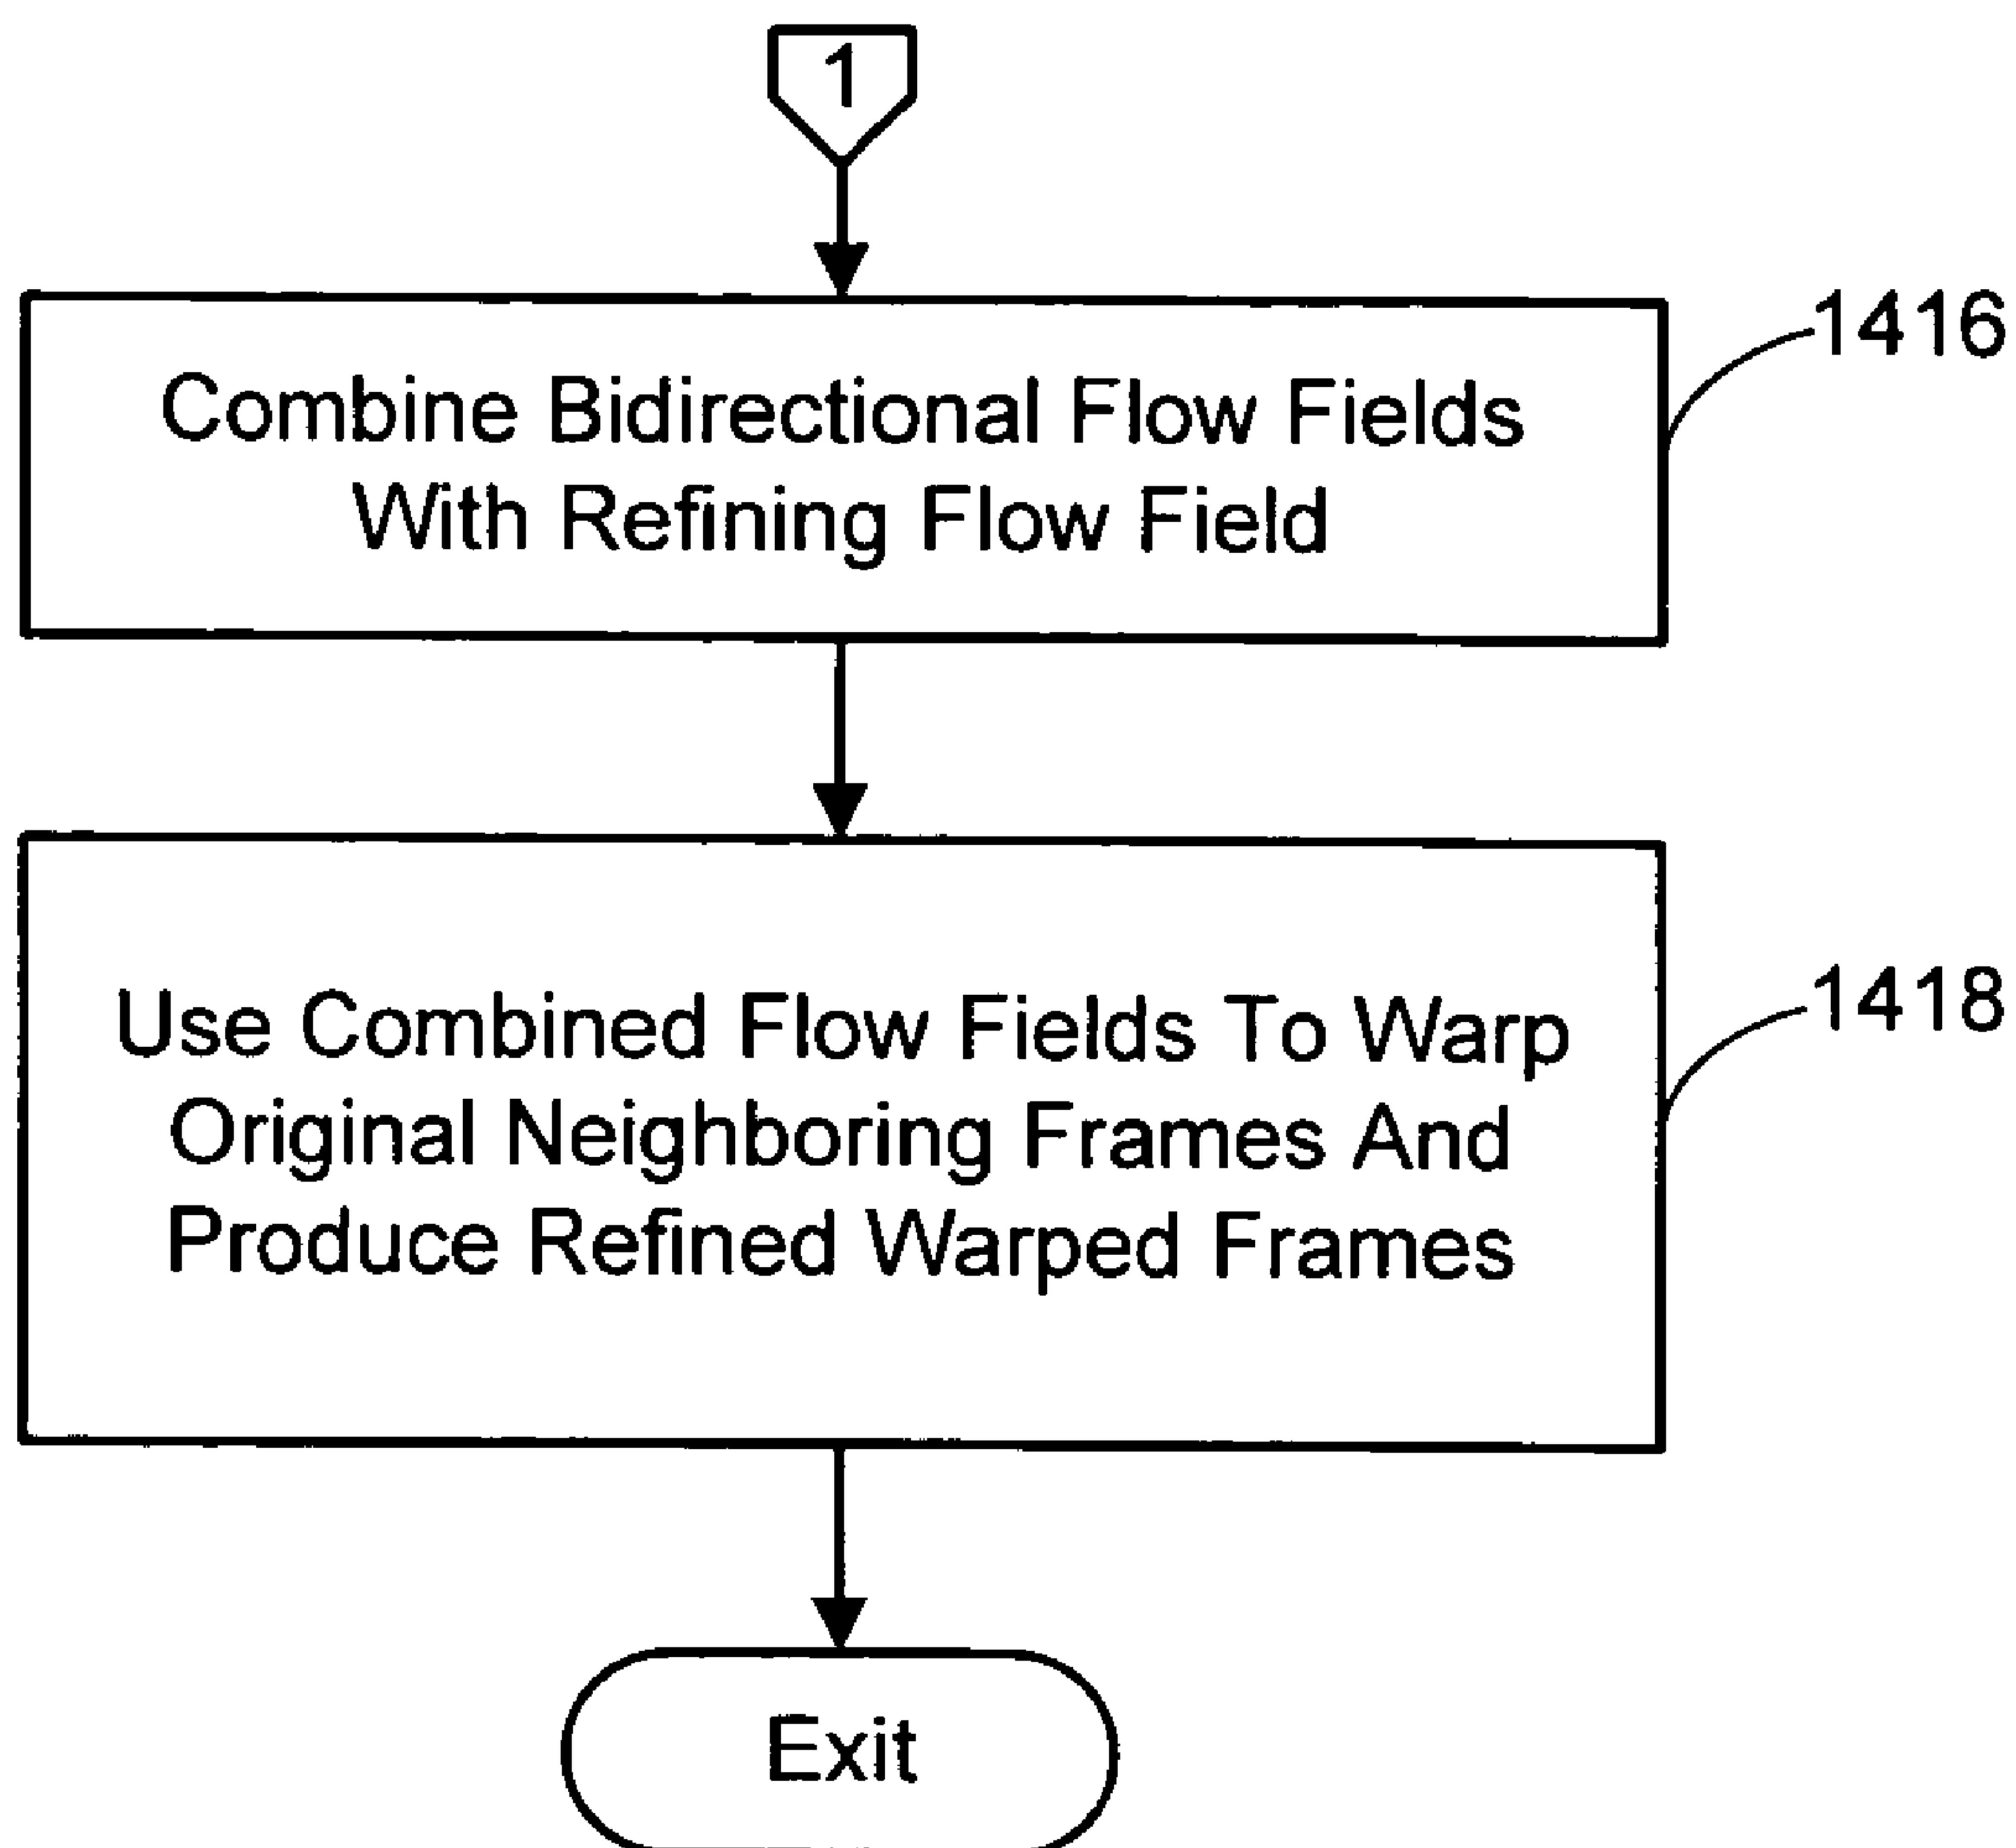 1
1416
Combine Bidirectional Flow Fields
With Refining Flow Field
1418
Use Combined Flow Fields To Warp
Original Neighboring Frames And
Produce Refined Warped Frames
Exit